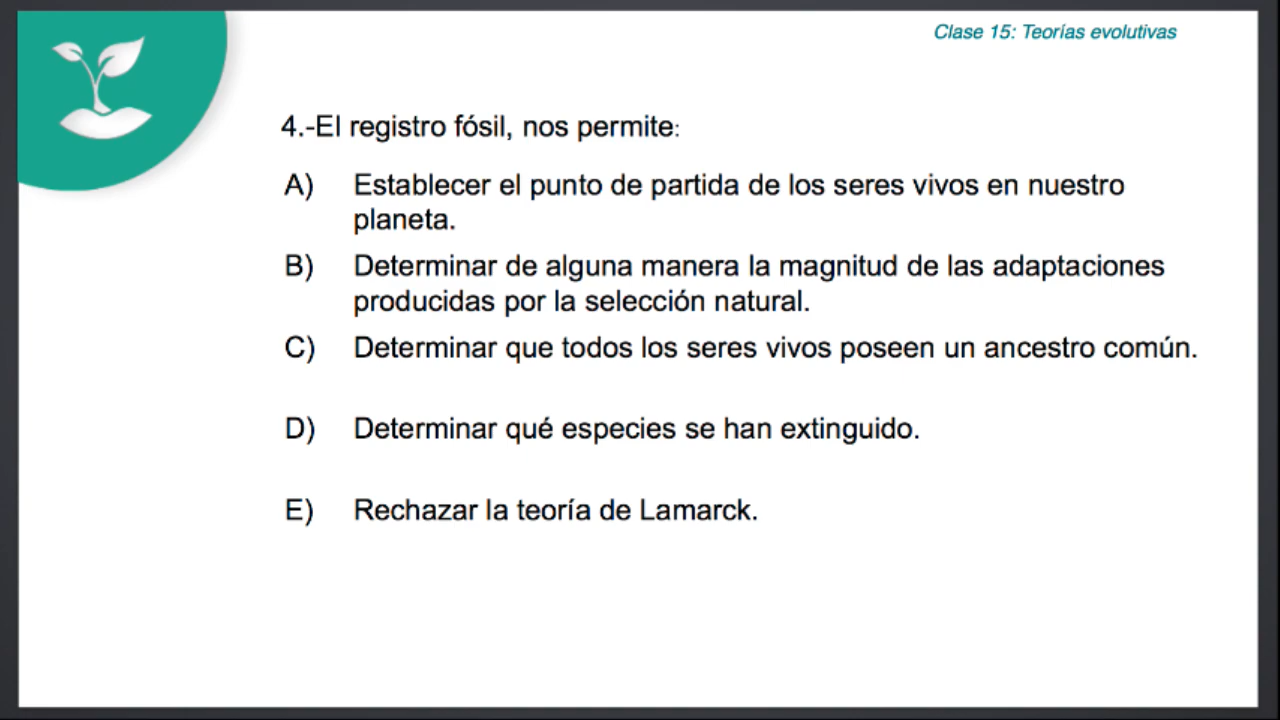 Clase 15: Teorías evolutivas
4.-El registro fósil, nos permite:
A) Establecer el punto de partida de los seres vivos en nuestro
planeta.
B) Determinar de alguna manera la magnitud de las adaptaciones
producidas por la selección natural.
C) Determinar que todos los seres vivos poseen un ancestro común.
D) Determinar qué especies se han extinguido.
E) Rechazar la teoría de Lamarck.